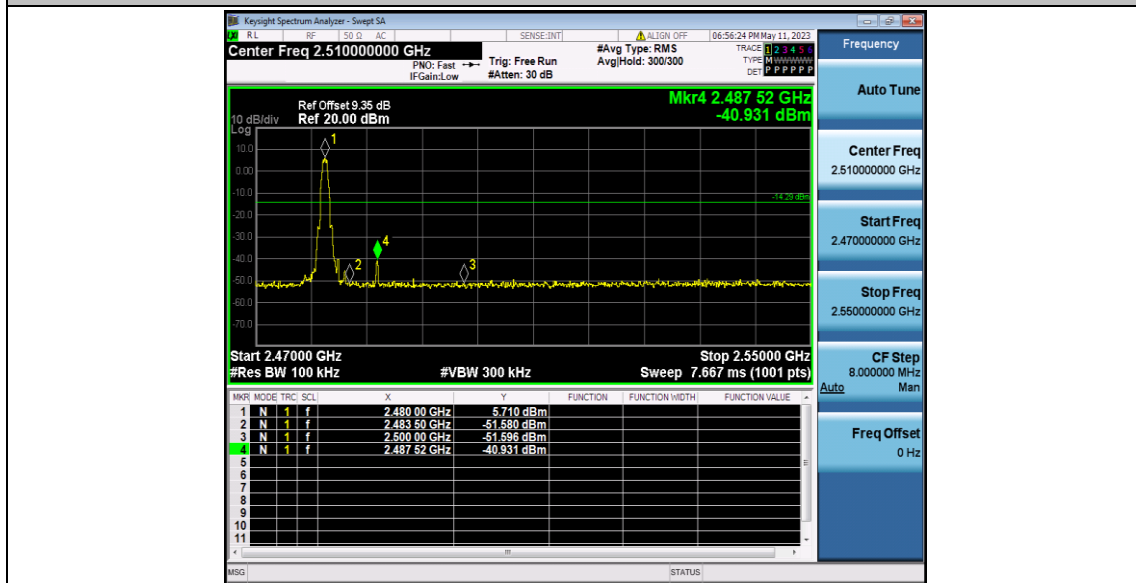 Keysight Spectrum Analyzer - Swept SA
RL RF 50 Ω AC SENSE:INT ALIGN OFF 06:56:24 PM May 11, 2023
Center Freq 2.510000000 GHz
PNO: Fast
IFGain:Low
Trig: Free Run
#Atten: 30 dB
#Avg Type: RMS
Avg|Hold: 300/300
TRACE 1 2 3 4 5 6
TYPE M WWWWW
DET P P P P P P
Frequency
Auto Tune
Center Freq
2.510000000 GHz
Start Freq
2.470000000 GHz
Stop Freq
2.550000000 GHz
CF Step
8.000000 MHz
Auto Man
Freq Offset
0 Hz
Mkr4 2.487 52 GHz
-40.931 dBm
Ref Offset 9.35 dB
10 dB/div Ref 20.00 dBm
Log
10.0
0.00
-10.0
-20.0
-30.0
-40.0
-50.0
-60.0
-70.0
1
2
3
4
-14.29 dBm
Start 2.47000 GHz Stop 2.55000 GHz
#Res BW 100 kHz #VBW 300 kHz Sweep 7.667 ms (1001 pts)
MKR MODE TRC SCL X Y FUNCTION FUNCTION WIDTH FUNCTION VALUE
1 N 1 f 2.480 00 GHz 5.710 dBm
2 N 1 f 2.483 50 GHz -51.580 dBm
3 N 1 f 2.500 00 GHz -51.596 dBm
4 N 1 f 2.487 52 GHz -40.931 dBm
5
6
7
8
9
10
11
MSG STATUS